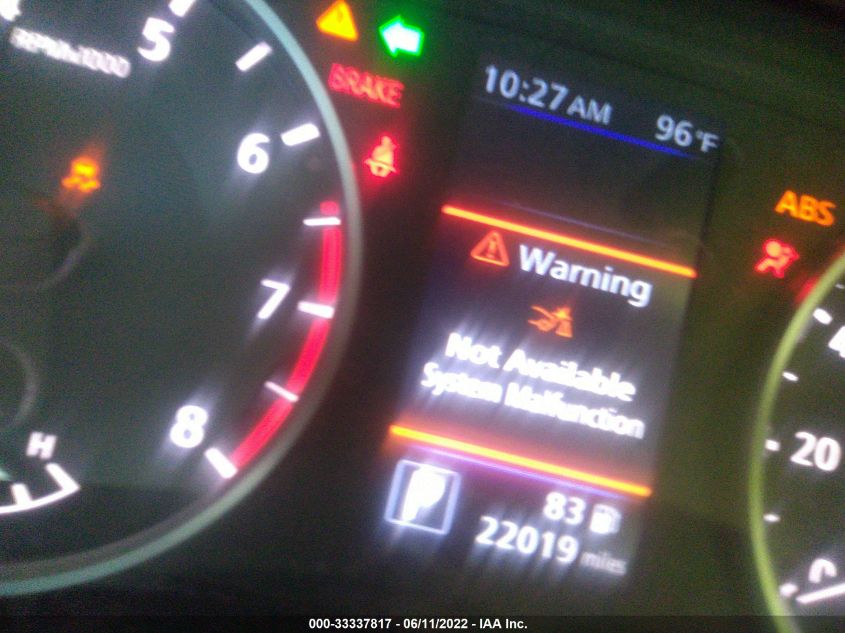 5
RPMx1000
BRAKE
6
7
8
H
10:27 AM 96°F
Warning
Not Available
System Malfunction
P 83
22019 miles
ABS
20
000-33337817 - 06/11/2022 - IAA Inc.